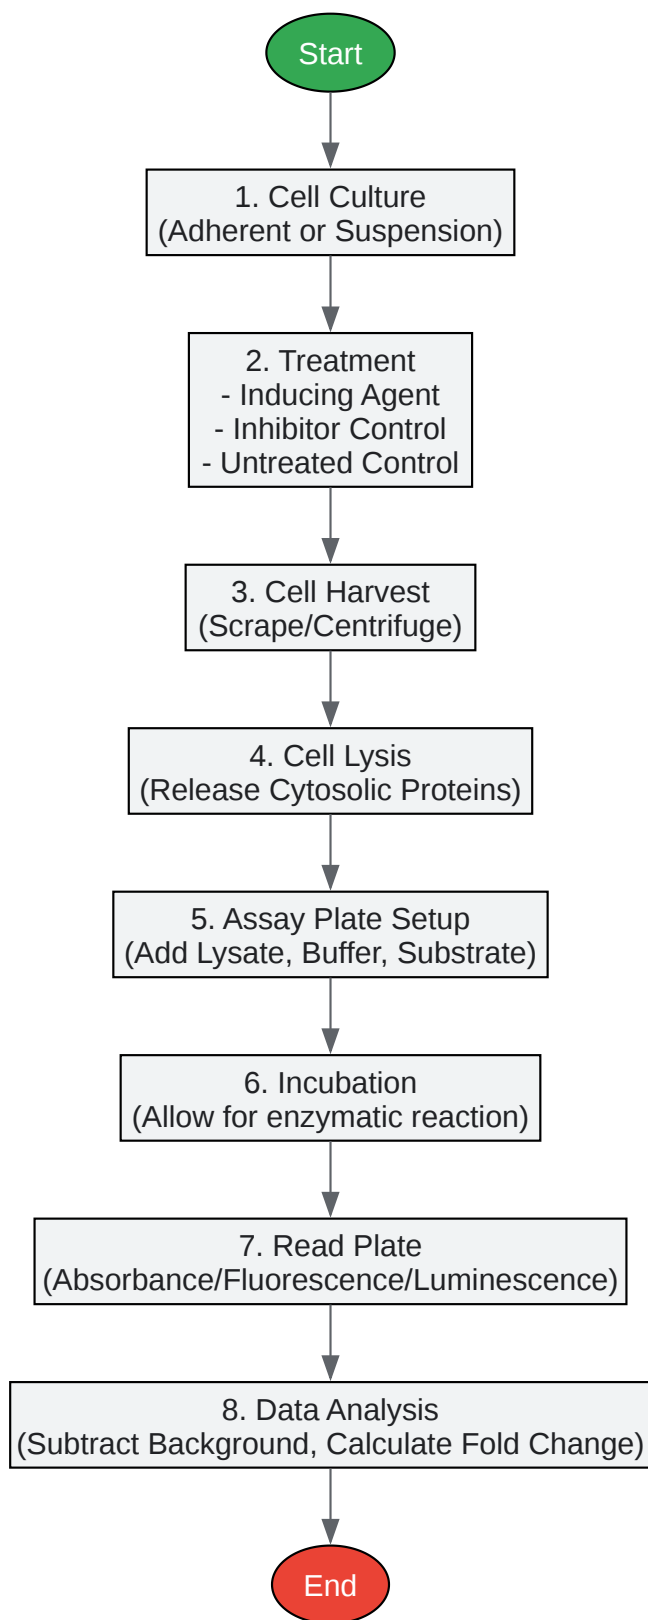 Start
1. Cell Culture
(Adherent or Suspension)
2. Treatment
- Inducing Agent
- Inhibitor Control
- Untreated Control
3. Cell Harvest
(Scrape/Centrifuge)
4. Cell Lysis
(Release Cytosolic Proteins)
5. Assay Plate Setup
(Add Lysate, Buffer, Substrate)
6. Incubation
(Allow for enzymatic reaction)
7. Read Plate
(Absorbance/Fluorescence/Luminescence)
8. Data Analysis
(Subtract Background, Calculate Fold Change)
End